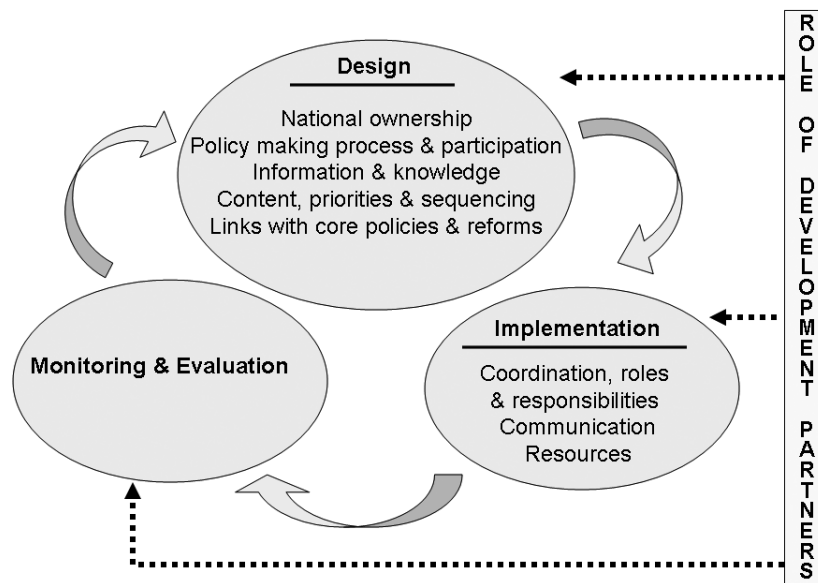 Design
National ownership
Policy making process & participation
Information & knowledge
Content, priorities & sequencing
Links with core policies & reforms
Monitoring & Evaluation
Implementation
Coordination, roles
& responsibilities
Communication
Resources
ROLE OF DEVELOPMENT PARTNERS